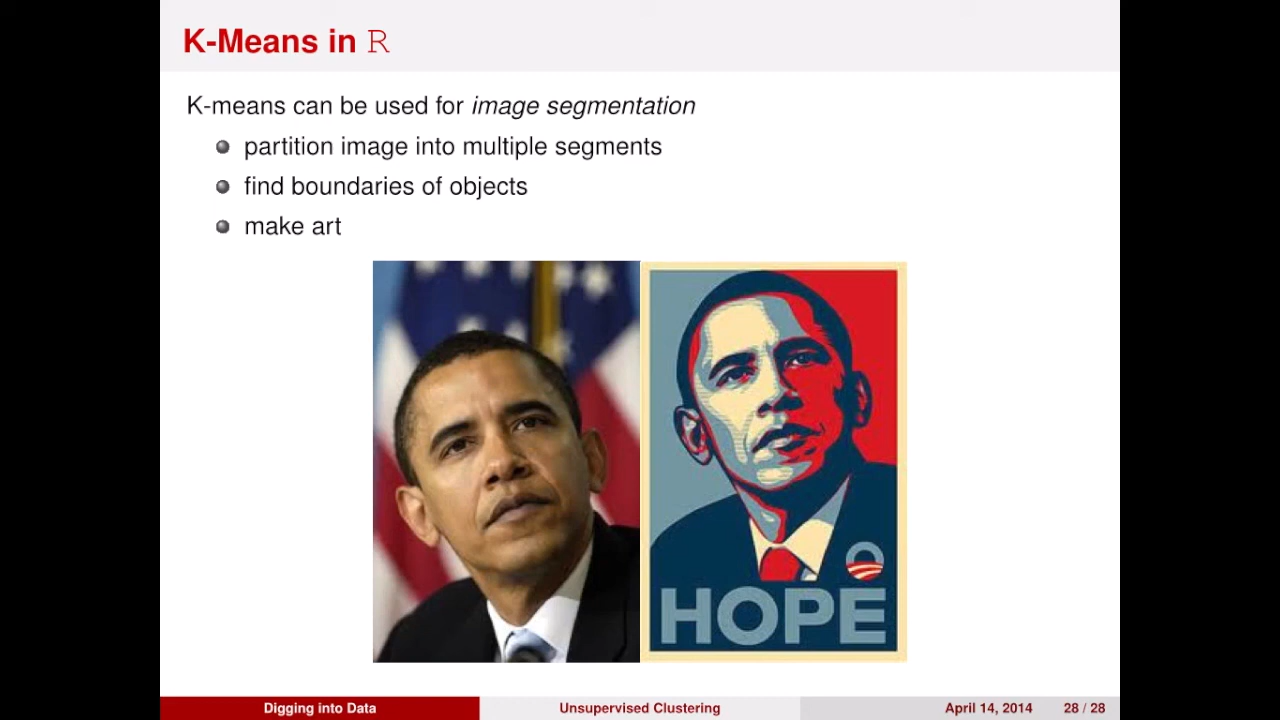 K-Means in R
K-means can be used for image segmentation
partition image into multiple segments
find boundaries of objects
make art
HOPE
Digging into Data
Unsupervised Clustering
April 14, 2014
28 / 28